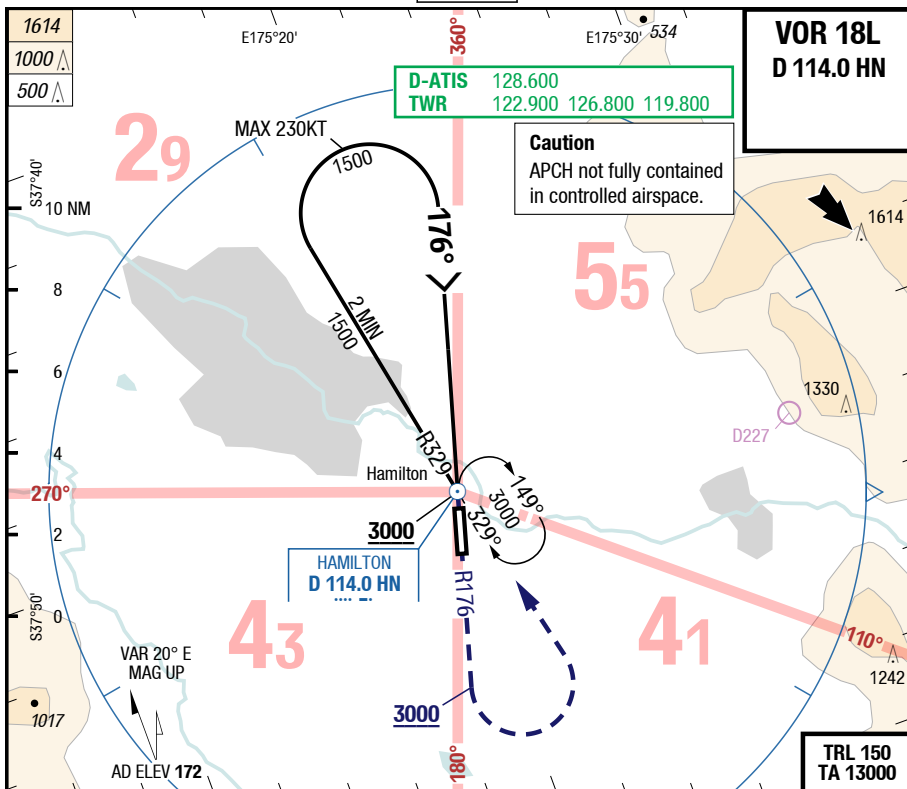 1614
1000
500
E175°20'
360°
E175°30'
534
VOR 18L
D 114.0 HN
D-ATIS 128.600
TWR 122.900 126.800 119.800
Caution
APCH not fully contained
in controlled airspace.
29
MAX 230KT
1500
S37°40'
10 NM
176°
1614
55
8
2 MIN
1500
6
1330
D227
4
R329
Hamilton
149°
3000
329°
270°
3000
2
HAMILTON
D 114.0 HN
R176
S37°50'
0
43
41
110°
VAR 20° E
MAG UP
1242
3000
1017
AD ELEV 172
180°
TRL 150
TA 13000